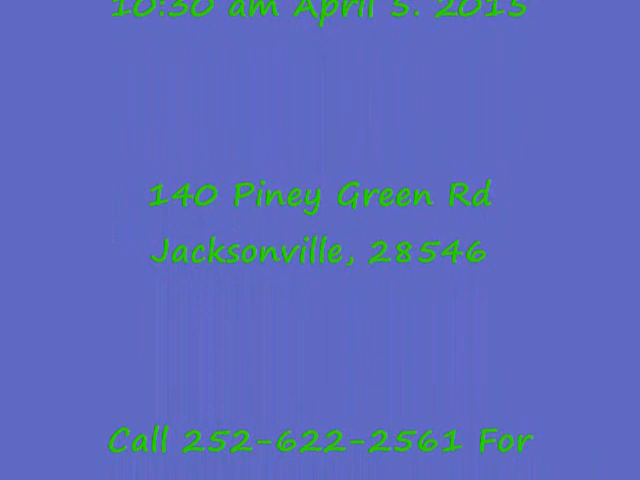 10:30 am April 5. 2015
140 Piney Green Rd
Jacksonville, 28546
Call 252-622-2561 For